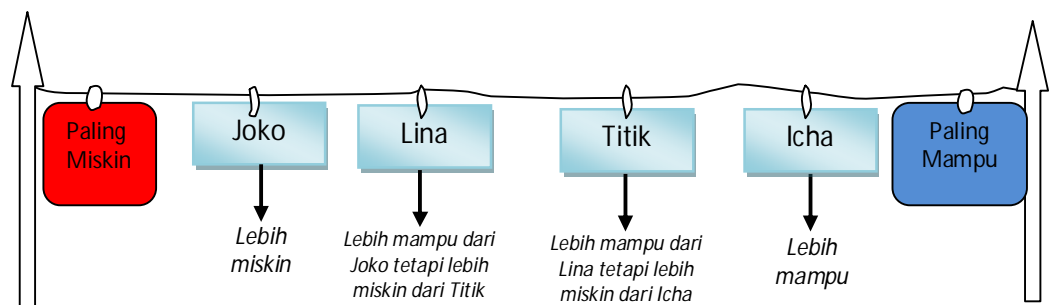 Paling
Miskin
Joko
Lina
Titik
Icha
Paling
Mampu
Lebih
miskin
Lebih mampu dari
Joko tetapi lebih
miskin dari Titik
Lebih mampu dari
Lina tetapi lebih
miskin dari Icha
Lebih
mampu